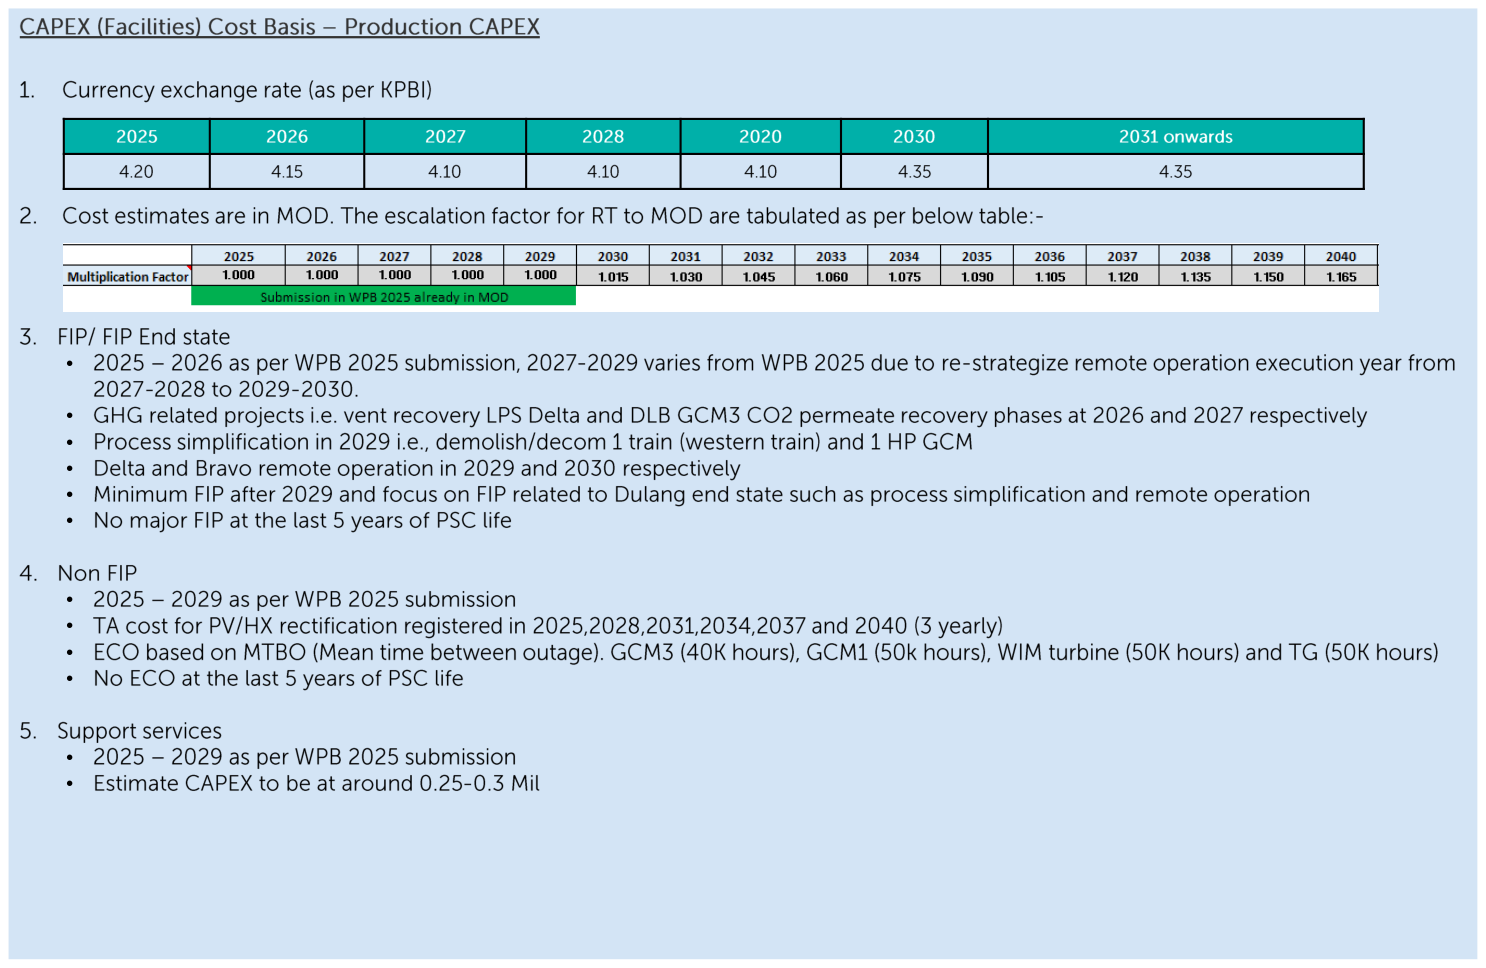 CAPEX (Facilities) Cost Basis – Production CAPEX
1. Currency exchange rate (as per KPBI)
2025 2026 2027 2028 2020 2030 2031 onwards
4.20 4.15 4.10 4.10 4.10 4.35 4.35
2. Cost estimates are in MOD. The escalation factor for RT to MOD are tabulated as per below table:-
2025 2026 2027 2028 2029 2030 2031 2032 2033 2034 2035 2036 2037 2038 2039 2040
Multiplication Factor 1.000 1.000 1.000 1.000 1.000 1.015 1.030 1.045 1.060 1.075 1.090 1.105 1.120 1.135 1.150 1.165
Submission in WPB 2025 already in MOD
3. FIP/ FIP End state
• 2025 – 2026 as per WPB 2025 submission, 2027-2029 varies from WPB 2025 due to re-strategize remote operation execution year from
2027-2028 to 2029-2030.
• GHG related projects i.e. vent recovery LPS Delta and DLB GCM3 CO2 permeate recovery phases at 2026 and 2027 respectively
• Process simplification in 2029 i.e., demolish/decom 1 train (western train) and 1 HP GCM
• Delta and Bravo remote operation in 2029 and 2030 respectively
• Minimum FIP after 2029 and focus on FIP related to Dulang end state such as process simplification and remote operation
• No major FIP at the last 5 years of PSC life
4. Non FIP
• 2025 – 2029 as per WPB 2025 submission
• TA cost for PV/HX rectification registered in 2025,2028,2031,2034,2037 and 2040 (3 yearly)
• ECO based on MTBO (Mean time between outage). GCM3 (40K hours), GCM1 (50k hours), WIM turbine (50K hours) and TG (50K hours)
• No ECO at the last 5 years of PSC life
5. Support services
• 2025 – 2029 as per WPB 2025 submission
• Estimate CAPEX to be at around 0.25-0.3 Mil